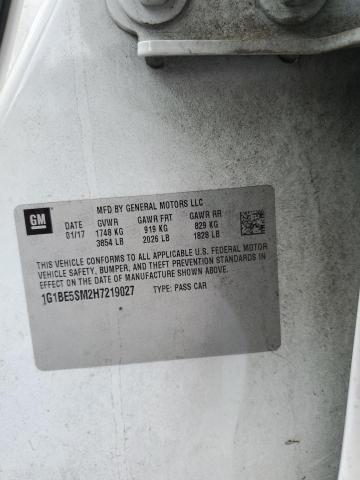 GM
MFD BY GENERAL MOTORS LLC
DATE GVWR GAWR FRT GAWR RR
01/17 1748 KG 919 KG 829 KG
3854 LB 2026 LB 1828 LB
THIS VEHICLE CONFORMS TO ALL APPLICABLE U.S. FEDERAL MOTOR
VEHICLE SAFETY, BUMPER, AND THEFT PREVENTION STANDARDS IN
EFFECT ON THE DATE OF MANUFACTURE SHOWN ABOVE.
1G1BE5SM2H7219027 TYPE: PASS CAR